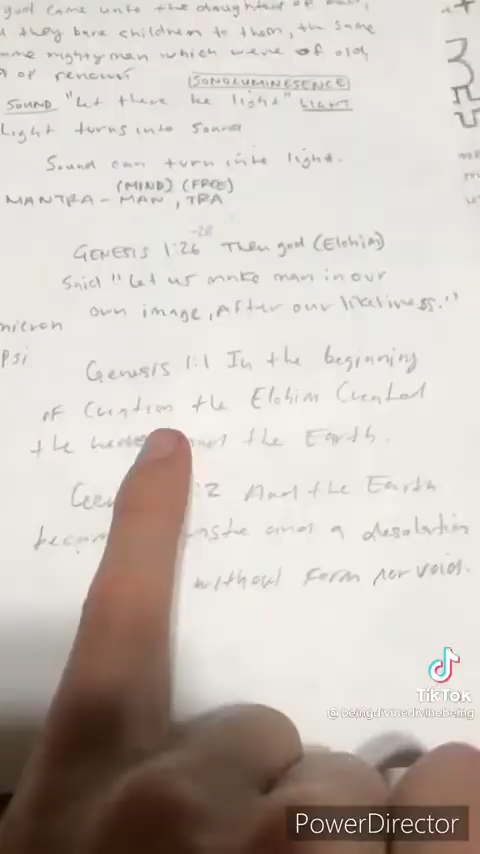 god came unto the daughters of
they bare children to them, the same
mighty men which were of old,
of renown
(SONOLUMINESENCE)
SOUND "Let there be light" LIGHT
Light turns into Sound
Sound can turn into light.
(MIND) (FREE)
MANTRA - MAN, TRA
-28
GENESIS 1:26 Then god (Elohim)
Said "Let us make man in our
own image, After our likeliness."
micron
PSi
Genesis 1:1 In the beginning
of Creation the Elohim Created
the and the Earth.
:2 And the Earth
and a desolation
without form nor void.
TikTok
@beingdivinedivinebeing
PowerDirector